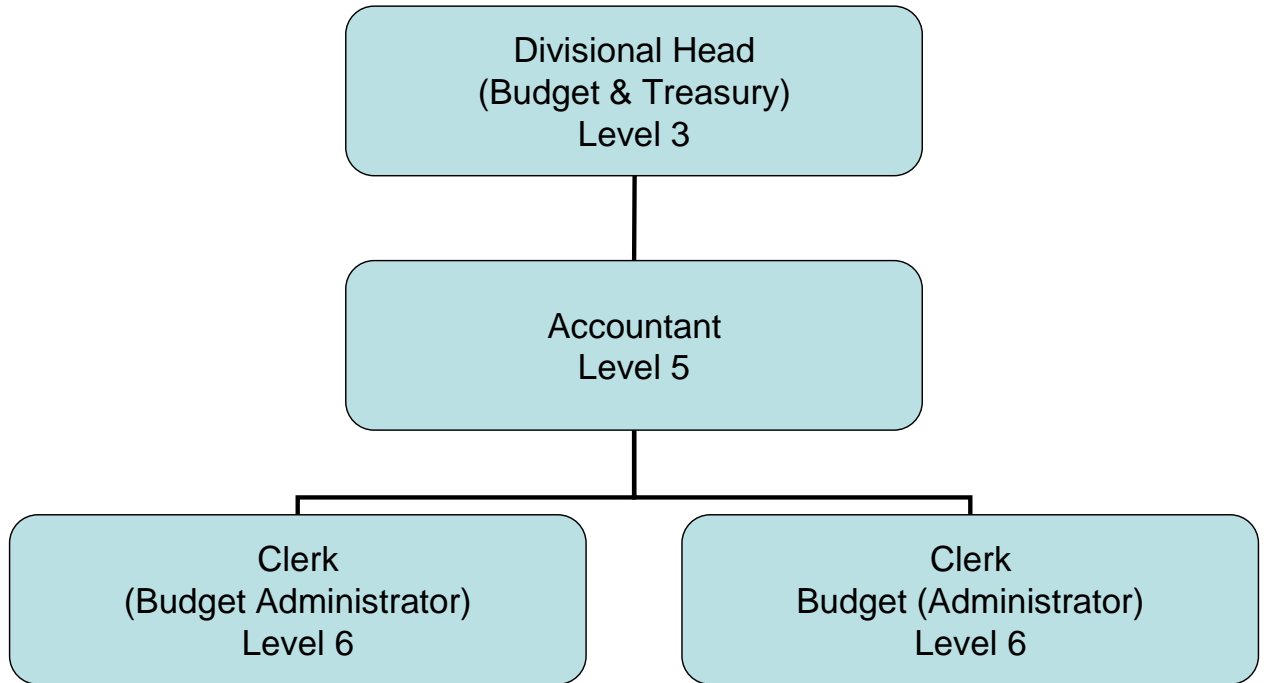 Divisional Head
(Budget & Treasury)
Level 3
Accountant
Level 5
Clerk
(Budget Administrator)
Level 6
Clerk
Budget (Administrator)
Level 6